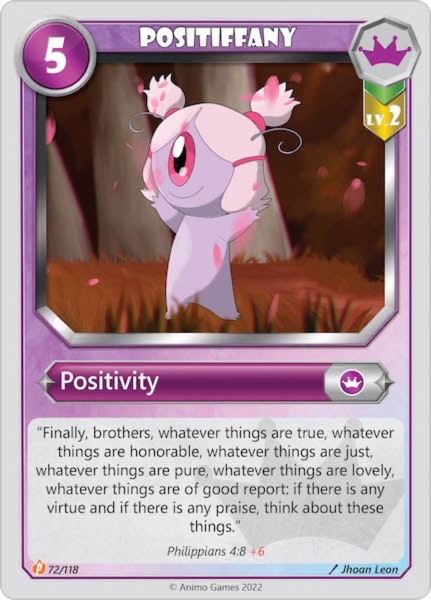 5
POSITIFFANY
LV.2
Positivity
“Finally, brothers, whatever things are true, whatever
things are honorable, whatever things are just,
whatever things are pure, whatever things are lovely,
whatever things are of good report: if there is any
virtue and if there is any praise, think about these
things.”
Philippians 4:8 +6
72/118
Jhoan Leon
© Animo Games 2022